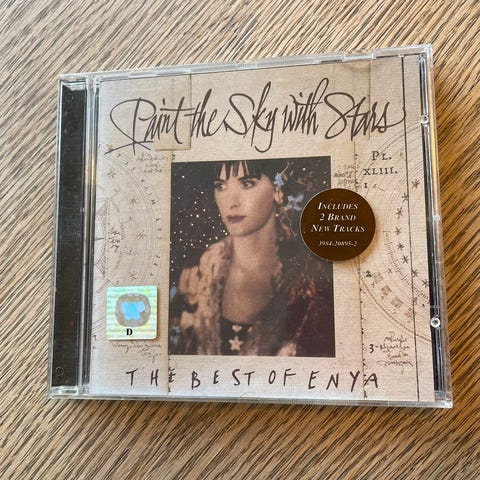 Paint the Sky with Stars
PL.
XLIII.
INCLUDES
2 BRAND
NEW TRACKS
3984-20895-2
D
THE BEST OF ENYA